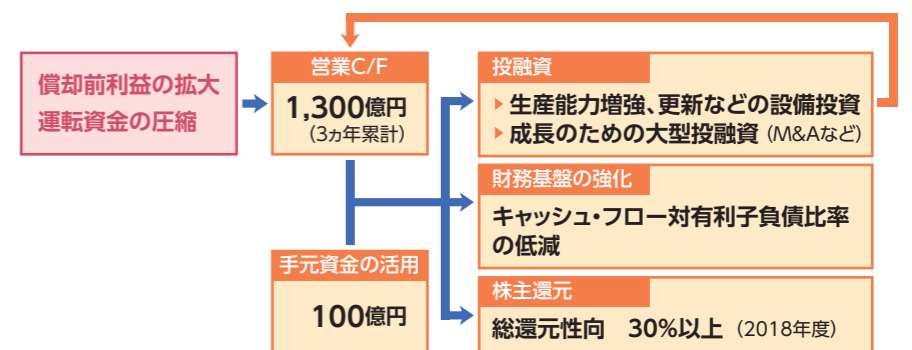 償却前利益の拡大
運転資金の圧縮
営業C/F
1,300億円
(3ヵ年累計)
手元資金の活用
100億円
投融資
▶生産能力増強、更新などの設備投資
▶成長のための大型投融資(M&Aなど)
財務基盤の強化
キャッシュ・フロー対有利子負債比率
の低減
株主還元
総還元性向 30%以上(2018年度)